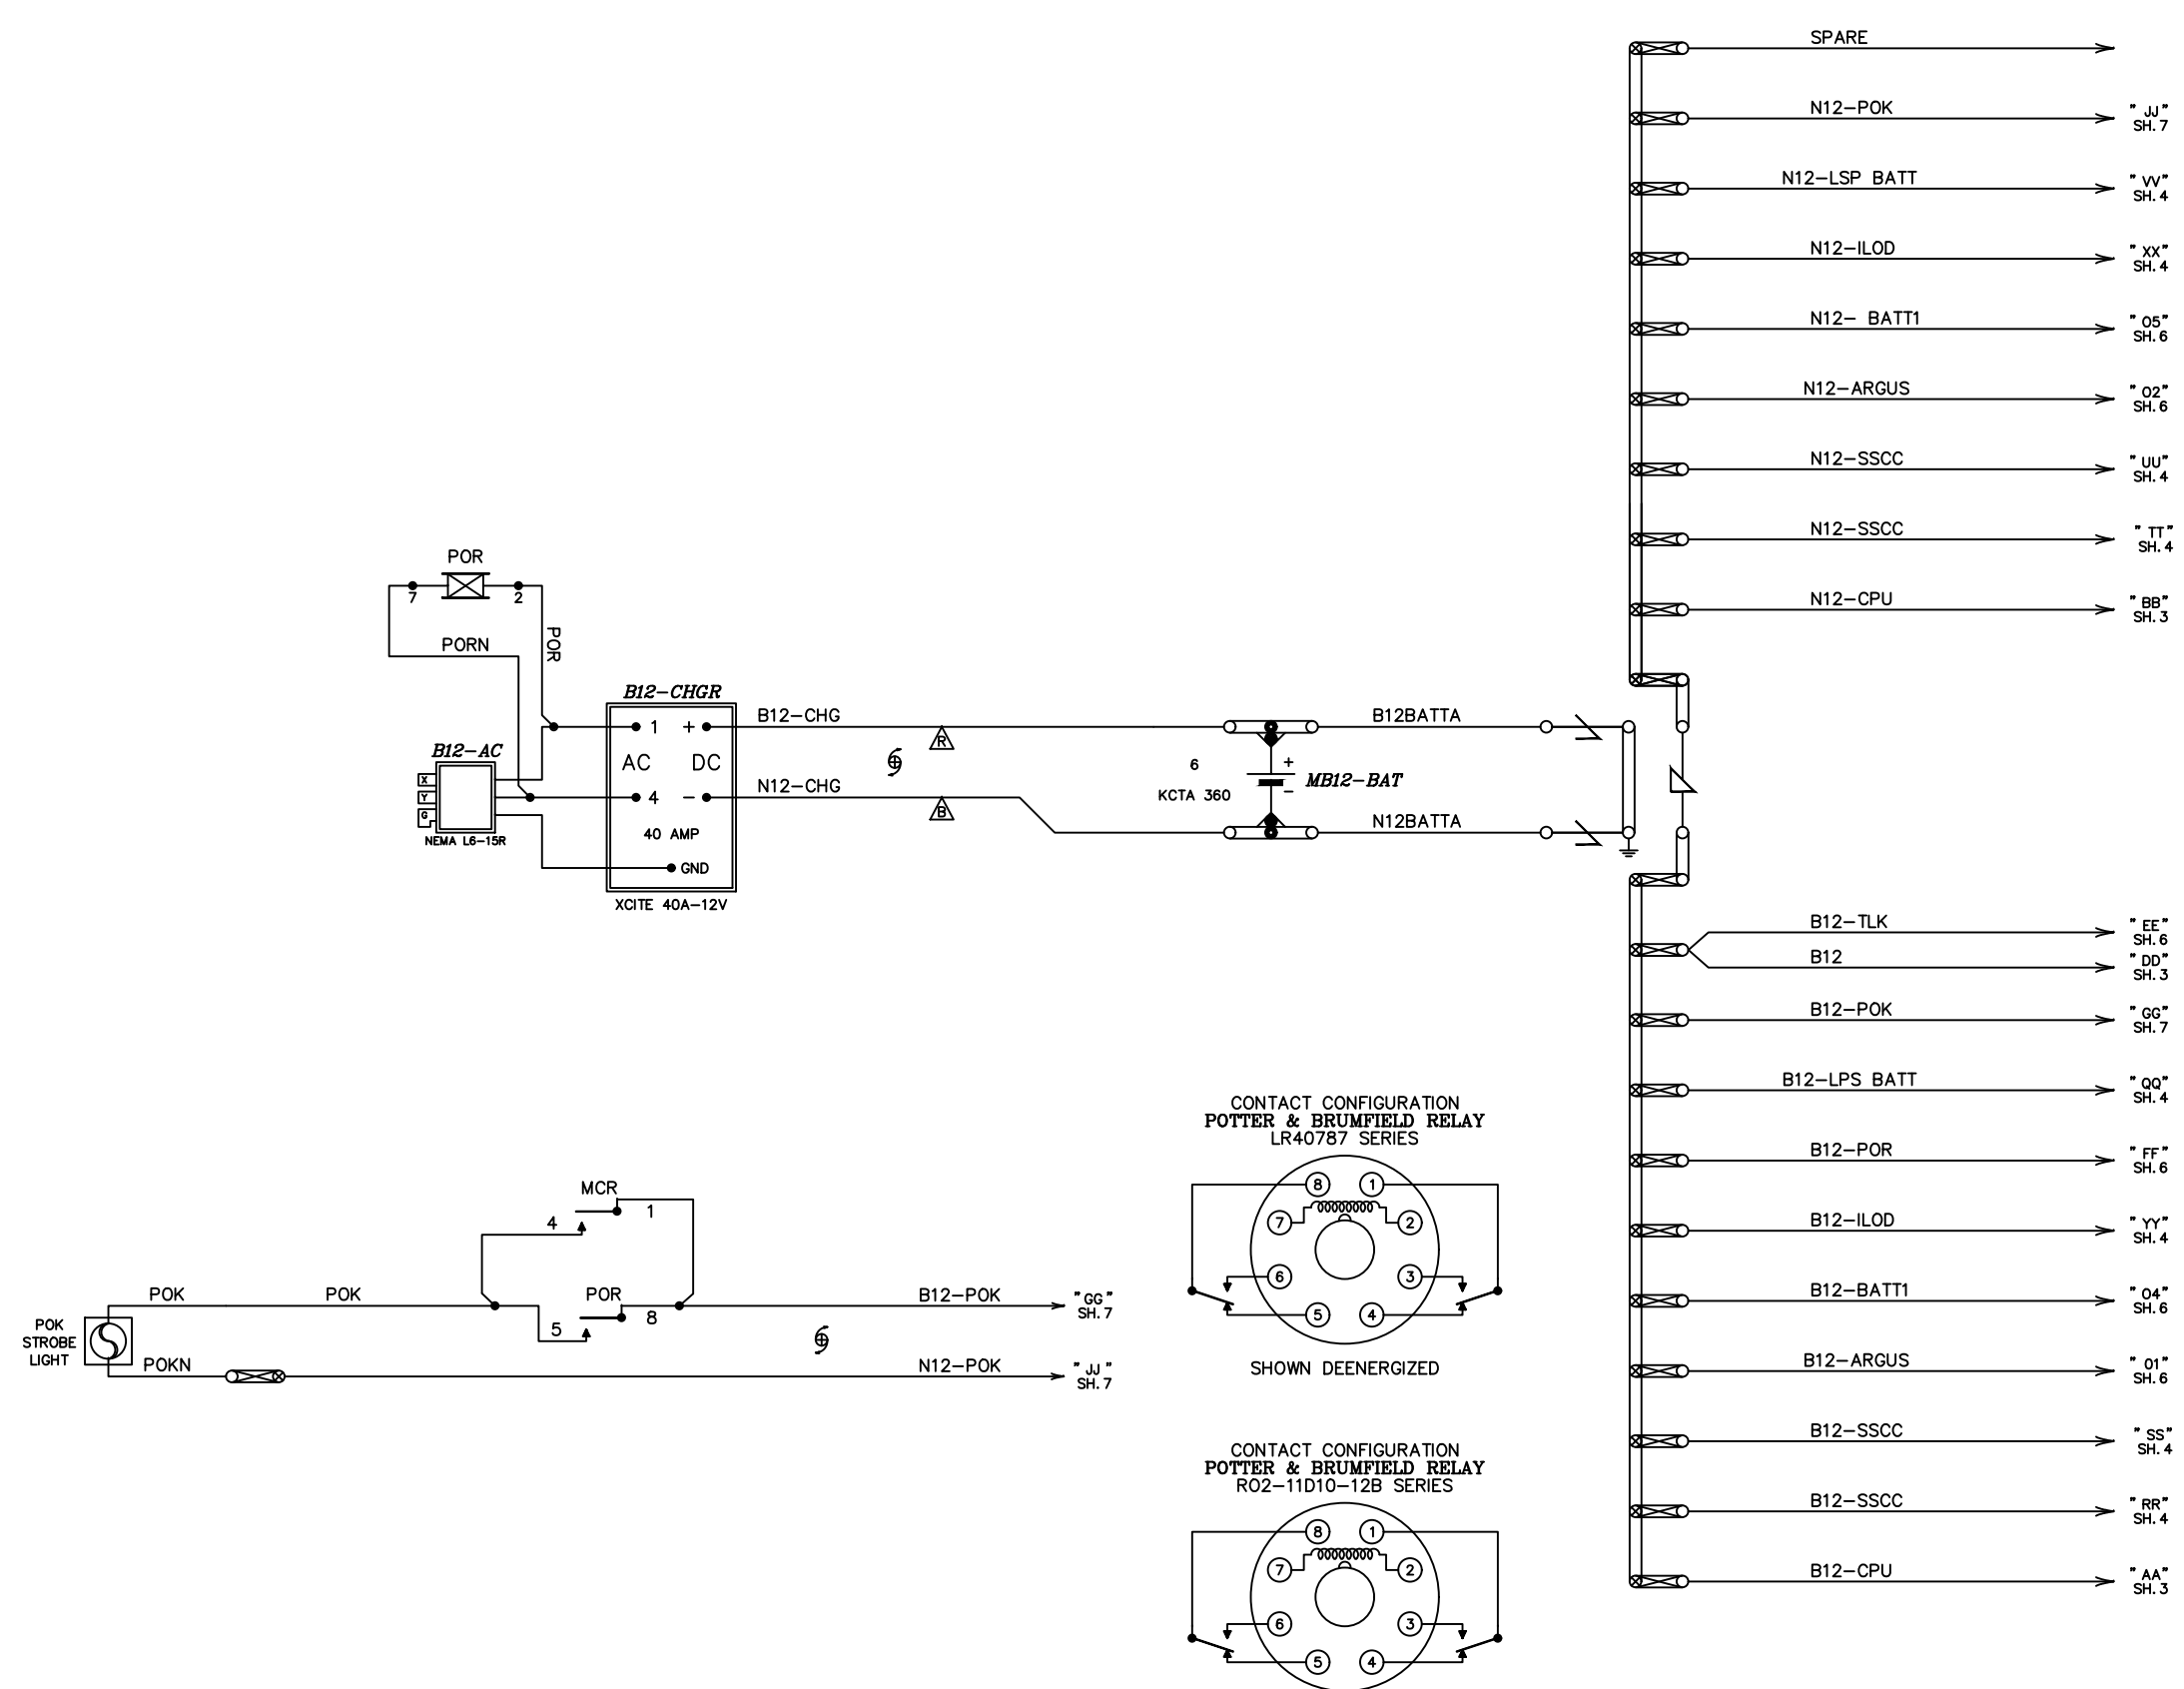 SPARE
N12-POK
" JJ "
SH. 7
N12-LSP BATT
" VV"
SH. 4
N12-ILOD
" XX"
SH. 4
N12- BATT1
" 05"
SH. 6
N12-ARGUS
" 02"
SH. 6
N12-SSCC
" UU"
SH. 4
N12-SSCC
" TT"
SH. 4
N12-CPU
" BB"
SH. 3
POR
7
2
PORN
POR
B12-AC
X
Y
G
NEMA L6-15R
B12-CHGR
1
+
AC
DC
4
-
40 AMP
GND
XCITE 40A-12V
B12-CHG
R
N12-CHG
B
B12BATTA
6
KCTA 360
+
-
MB12-BAT
N12BATTA
B12-TLK
" EE"
SH. 6
B12
" DD"
SH. 3
B12-POK
" GG"
SH. 7
B12-LPS BATT
" QQ"
SH. 4
B12-POR
" FF"
SH. 6
B12-ILOD
" YY"
SH. 4
B12-BATT1
" 04"
SH. 6
B12-ARGUS
" 01"
SH. 6
B12-SSCC
" SS"
SH. 4
B12-SSCC
" RR"
SH. 4
B12-CPU
" AA"
SH. 3
MCR
4
1
POK
POK
POR
5
8
B12-POK
" GG"
SH. 7
POK
STROBE
LIGHT
POKN
N12-POK
" JJ "
SH. 7
CONTACT CONFIGURATION
POTTER & BRUMFIELD RELAY
LR40787 SERIES
8
1
7
2
6
3
5
4
SHOWN DEENERGIZED
CONTACT CONFIGURATION
POTTER & BRUMFIELD RELAY
R02-11D10-12B SERIES
8
1
7
2
6
3
5
4